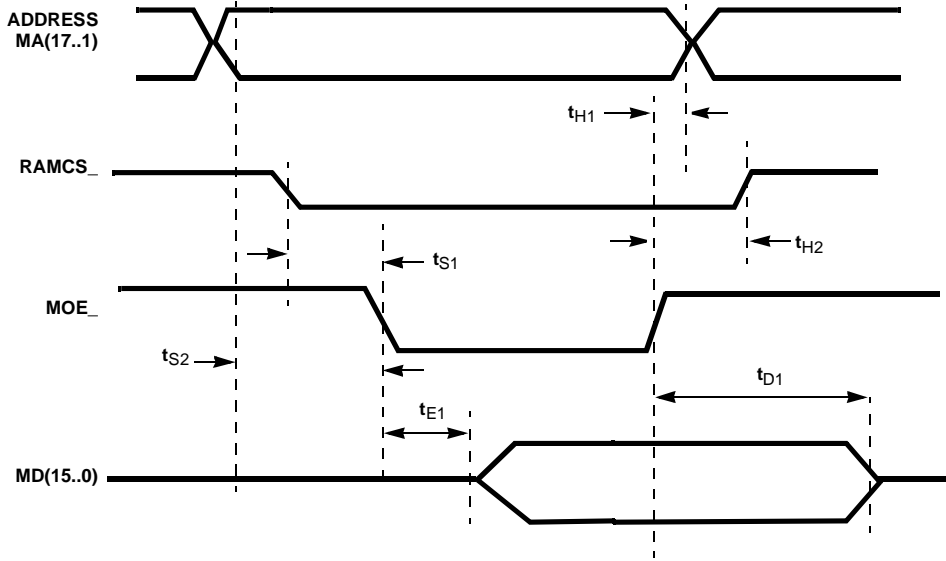 ADDRESS
MA(17..1)
tH1
RAMCS_
tS1
tH2
MOE_
tS2
tD1
tE1
MD(15..0)